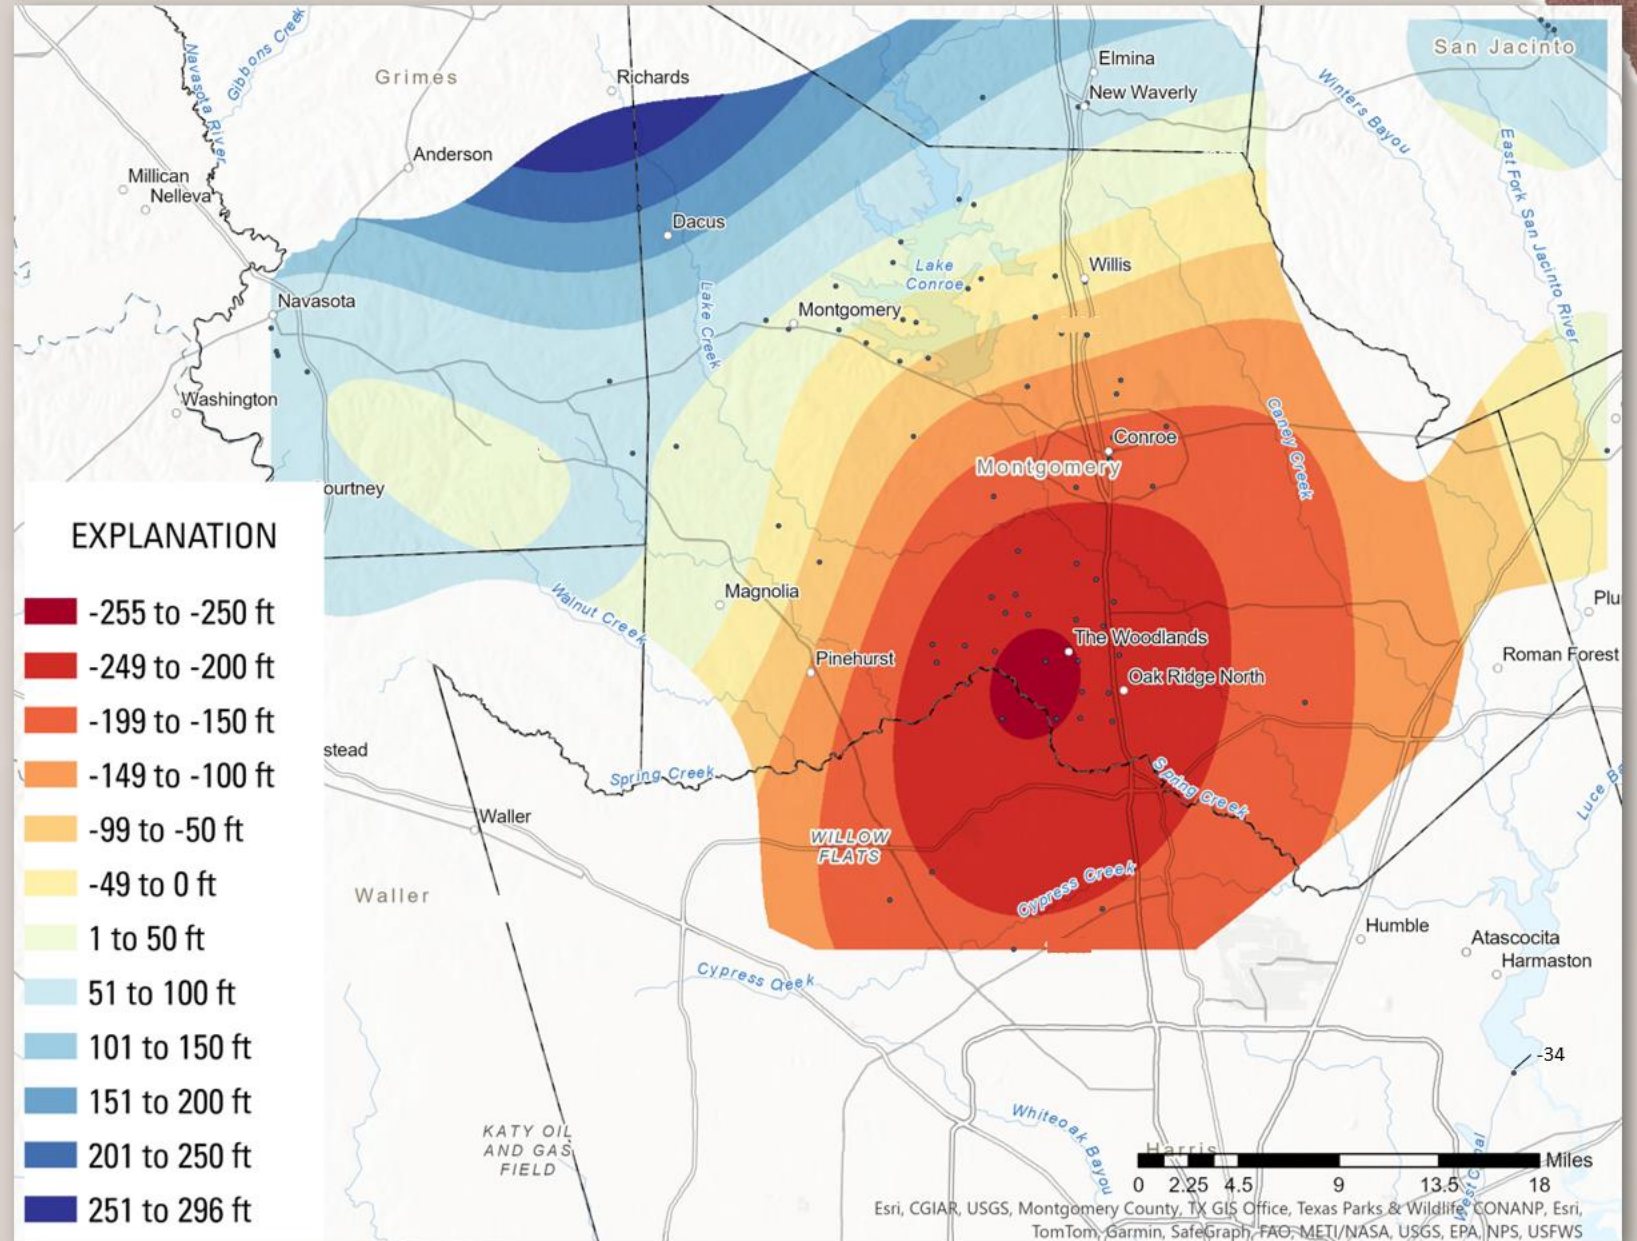 San Jacinto
Elmina
Grimes
Richards
New Waverly
Navasota River
Gibbons Creek
Winters Bayou
East Fork San Jacinto River
Anderson
Millican
Nelleva
Dacus
Lake
Conroe
Willis
Navasota
Lake Creek
Montgomery
Washington
Caney Creek
Conroe
Montgomery
ourtney
EXPLANATION
-255 to -250 ft
-249 to -200 ft
-199 to -150 ft
-149 to -100 ft
-99 to -50 ft
-49 to 0 ft
1 to 50 ft
51 to 100 ft
101 to 150 ft
151 to 200 ft
201 to 250 ft
251 to 296 ft
Walnut Creek
Magnolia
Plu
The Woodlands
Pinehurst
Roman Forest
Oak Ridge North
stead
Spring Creek
Spring Creek
Luce
Waller
WILLOW
FLATS
Waller
Cypress Creek
Humble
Atascocita
Harmaston
Cypress Creek
-34
KATY OIL
AND GAS
FIELD
Whiteoak Bayou
Harris
West Canal
Miles
0 2.25 4.5 9 13.5 18
Esri, CGIAR, USGS, Montgomery County, TX GIS Office, Texas Parks & Wildlife, CONANP, Esri,
TomTom, Garmin, SafeGraph, FAO, METI/NASA, USGS, EPA, NPS, USFWS